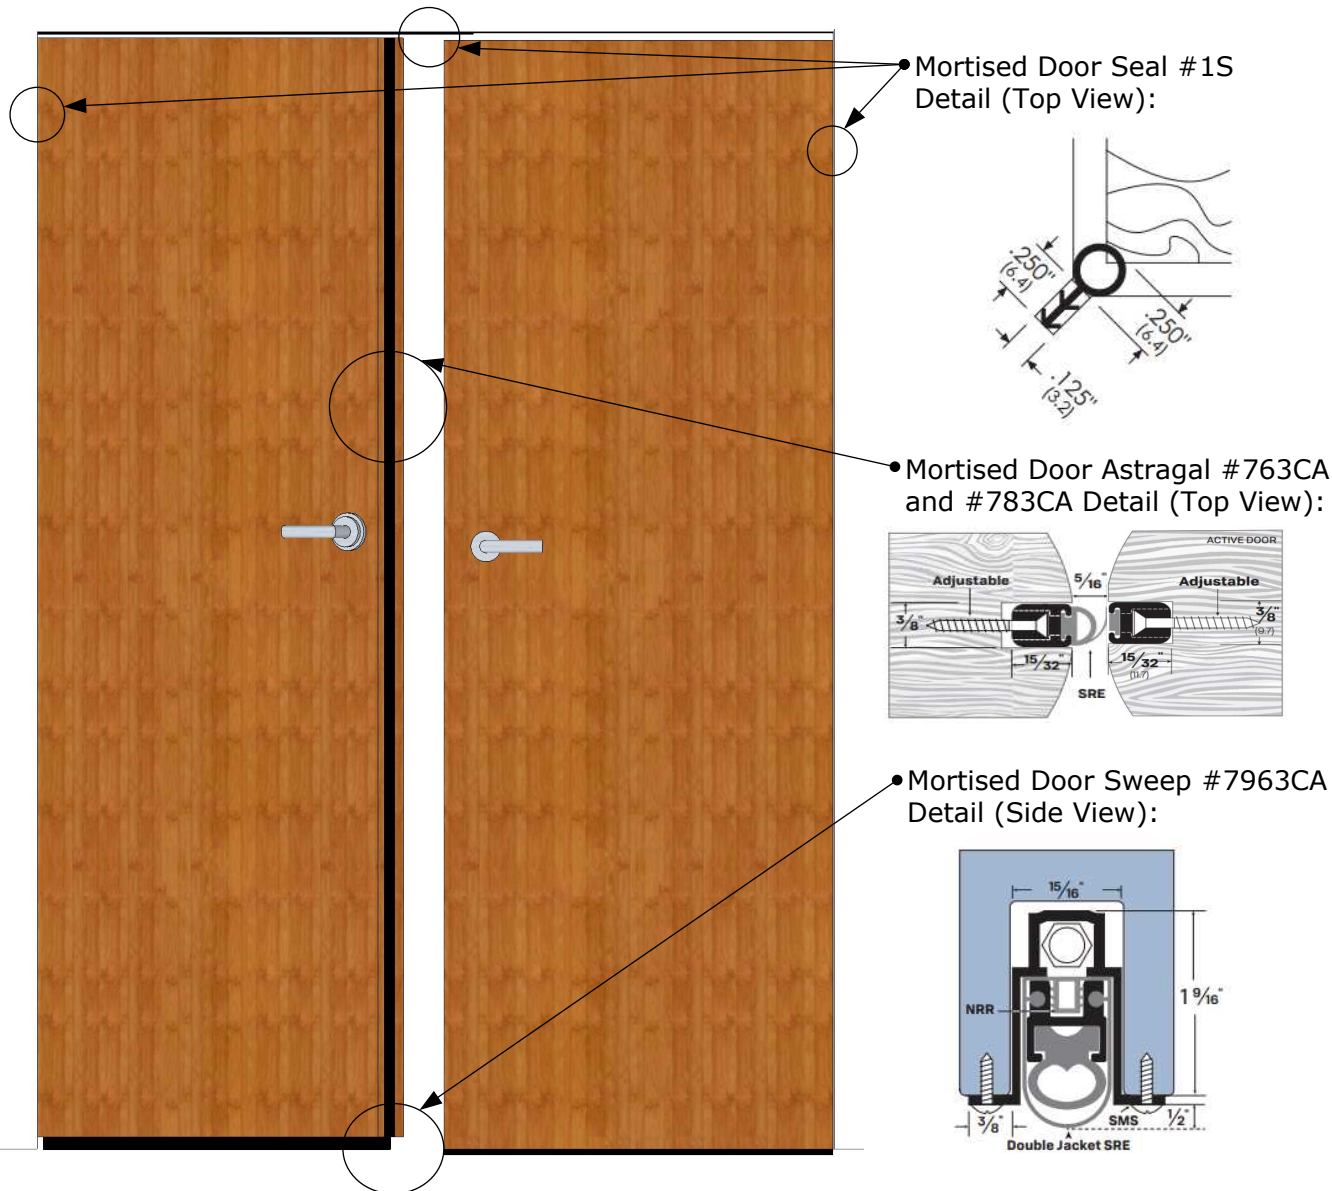 Mortised Door Seal #1S
Detail (Top View):
.250"
(6.4)
.250"
(6.4)
.125"
(3.2)
Mortised Door Astragal #763CA
and #783CA Detail (Top View):
ACTIVE DOOR
Adjustable
5/16"
Adjustable
3/8"
3/8"
(9.7)
15/32"
15/32"
(11.7)
SRE
Mortised Door Sweep #7963CA
Detail (Side View):
15/16"
1 9/16"
NRR
3/8"
SMS
1/2"
Double Jacket SRE